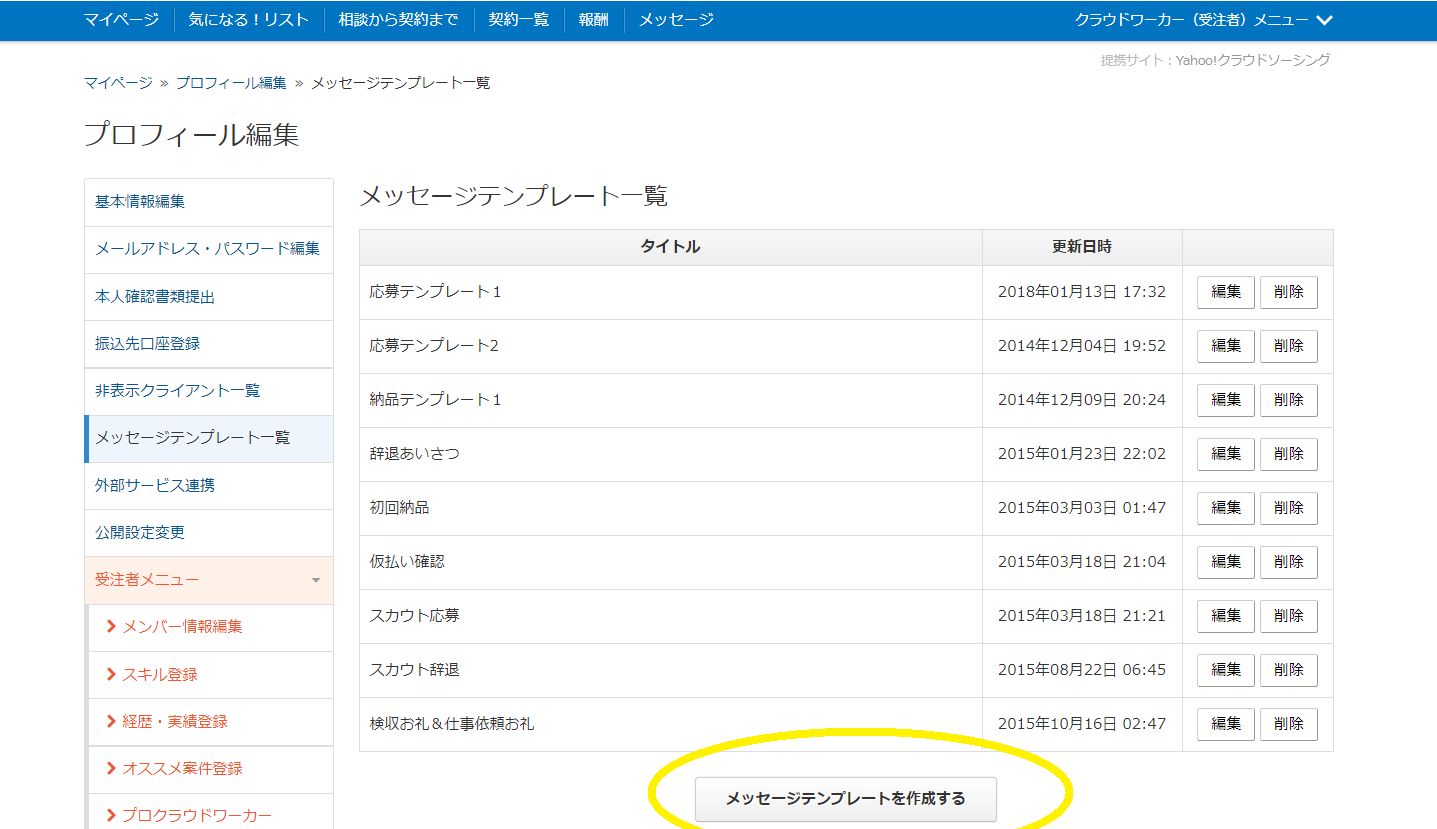 マイページ 気になる！リスト 相談から契約まで 契約一覧 報酬 メッセージ クラウドワーカー（受注者）メニュー
提携サイト：Yahoo!クラウドソーシング
マイページ » プロフィール編集 » メッセージテンプレート一覧
プロフィール編集
基本情報編集
メールアドレス・パスワード編集
本人確認書類提出
振込先口座登録
非表示クライアント一覧
メッセージテンプレート一覧
外部サービス連携
公開設定変更
受注者メニュー
メンバー情報編集
スキル登録
経歴・実績登録
オススメ案件登録
プロクラウドワーカー
メッセージテンプレート一覧
タイトル 更新日時
応募テンプレート１ 2018年01月13日 17:32 編集 削除
応募テンプレート2 2014年12月04日 19:52 編集 削除
納品テンプレート１ 2014年12月09日 20:24 編集 削除
辞退あいさつ 2015年01月23日 22:02 編集 削除
初回納品 2015年03月03日 01:47 編集 削除
仮払い確認 2015年03月18日 21:04 編集 削除
スカウト応募 2015年03月18日 21:21 編集 削除
スカウト辞退 2015年08月22日 06:45 編集 削除
検収お礼＆仕事依頼お礼 2015年10月16日 02:47 編集 削除
メッセージテンプレートを作成する